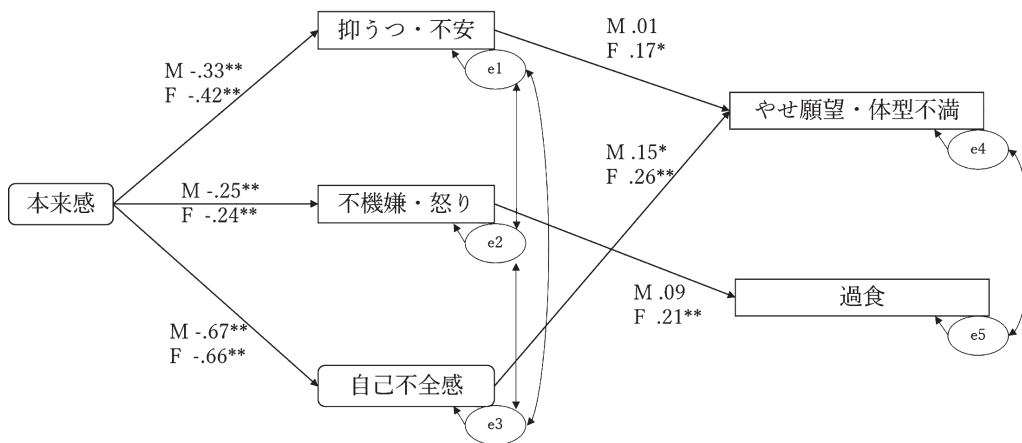 抑うつ・不安
e1
M .01
F .17*
M -.33**
F -.42**
やせ願望・体型不満
e4
M .15*
F .26**
本来感
M -.25**
F -.24**
不機嫌・怒り
e2
M .09
F .21**
過食
e5
M -.67**
F -.66**
自己不全感
e3